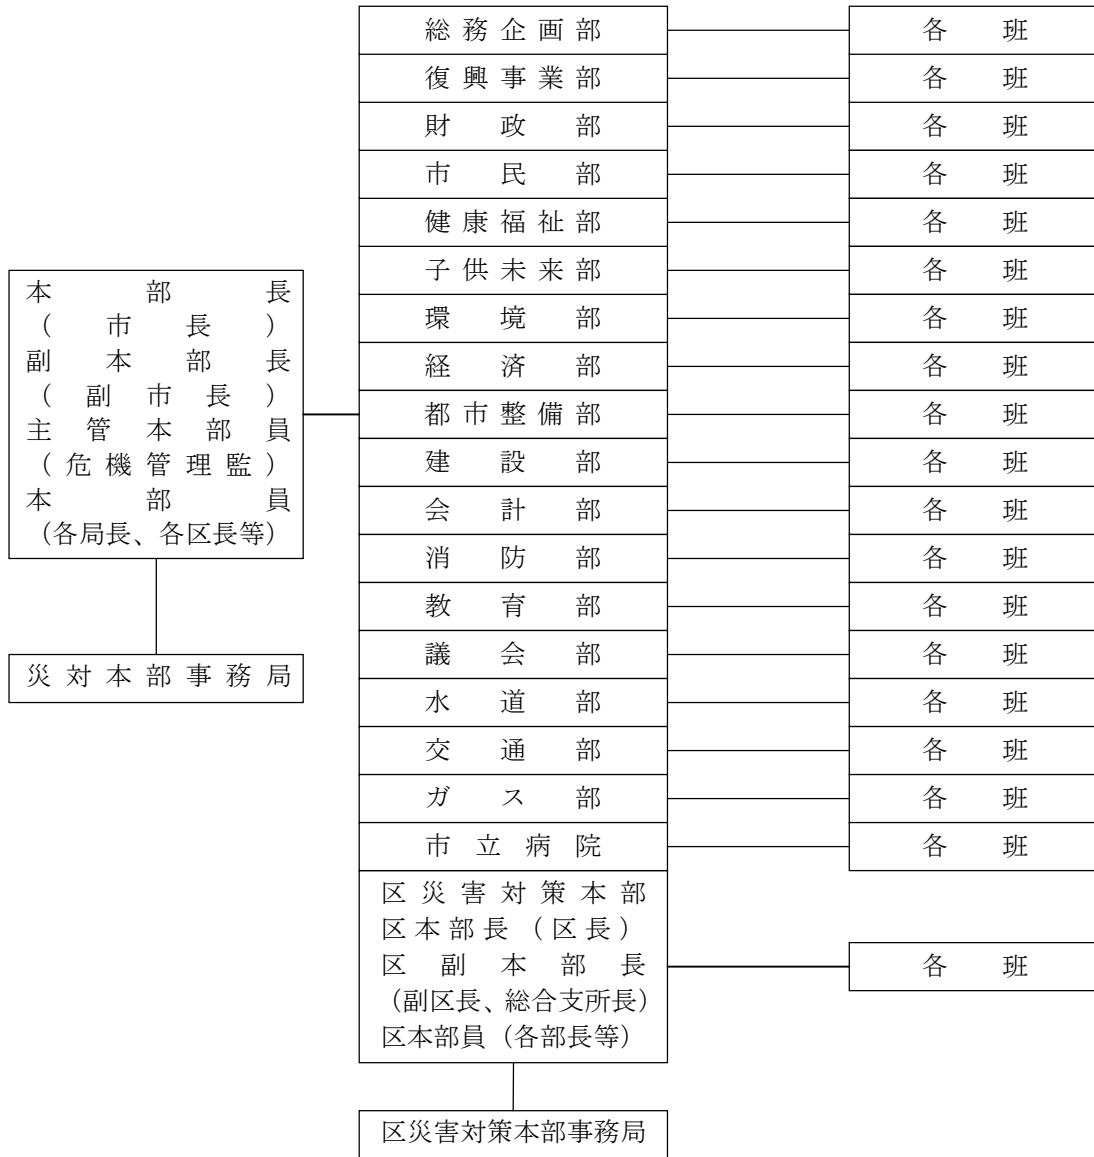 総務企画部 各班
復興事業部 各班
財政部 各班
市民部 各班
健康福祉部 各班
子供未来部 各班
環境部 各班
経済部 各班
都市整備部 各班
建設部 各班
会計部 各班
消防部 各班
教育部 各班
議会部 各班
水道部 各班
交通部 各班
ガス部 各班
市立病院 各班
本部長
（市長）
副本部長
（副市長）
主管本部員
（危機管理監）
本部員
（各局長、各区長等）
災対本部事務局
区災害対策本部
区本部長（区長）
区副本部長
（副区長、総合支所長）
区本部員（各部長等）
各班
区災害対策本部事務局